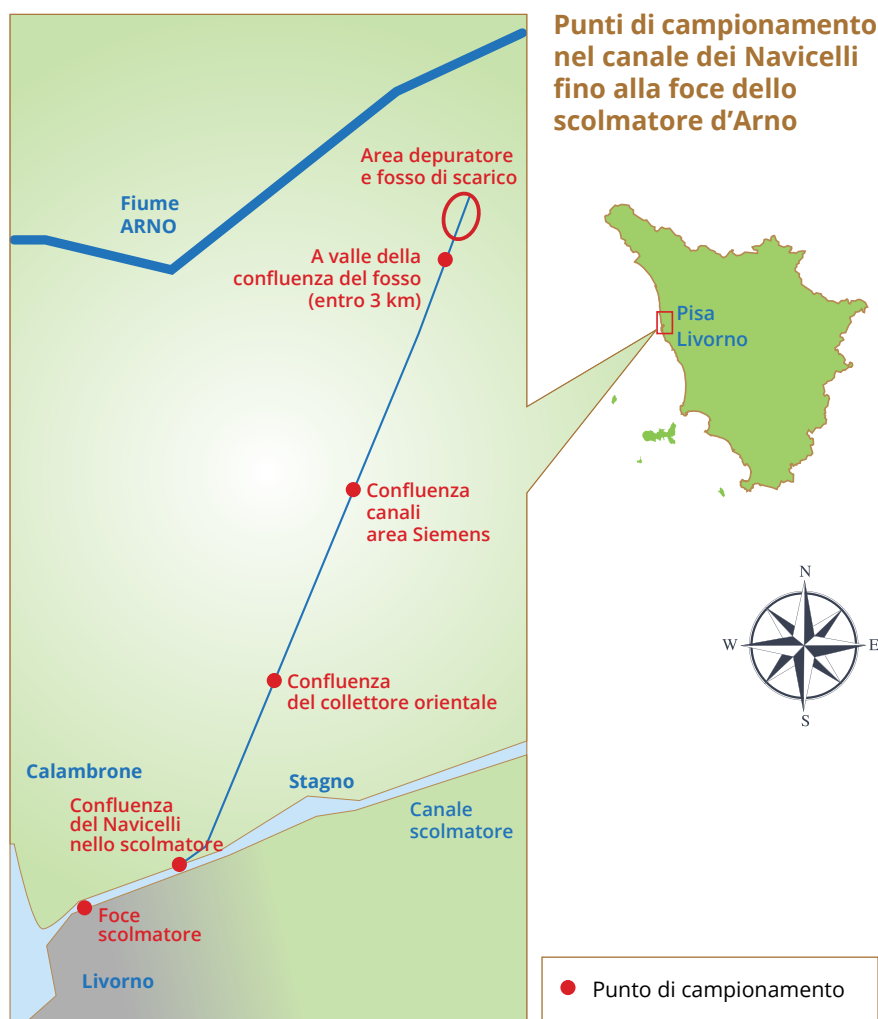 Punti di campionamento
nel canale dei Navicelli
fino alla foce dello
scolmatore d'Arno
Area depuratore
e fosso di scarico
Fiume
ARNO
A valle della
confluenza del fosso
(entro 3 km)
Pisa
Livorno
Confluenza
canali
area Siemens
N
W
E
S
Confluenza
del collettore orientale
Calambrone
Stagno
Confluenza
del Navicelli
nello scolmatore
Canale
scolmatore
Foce
scolmatore
Livorno
Punto di campionamento